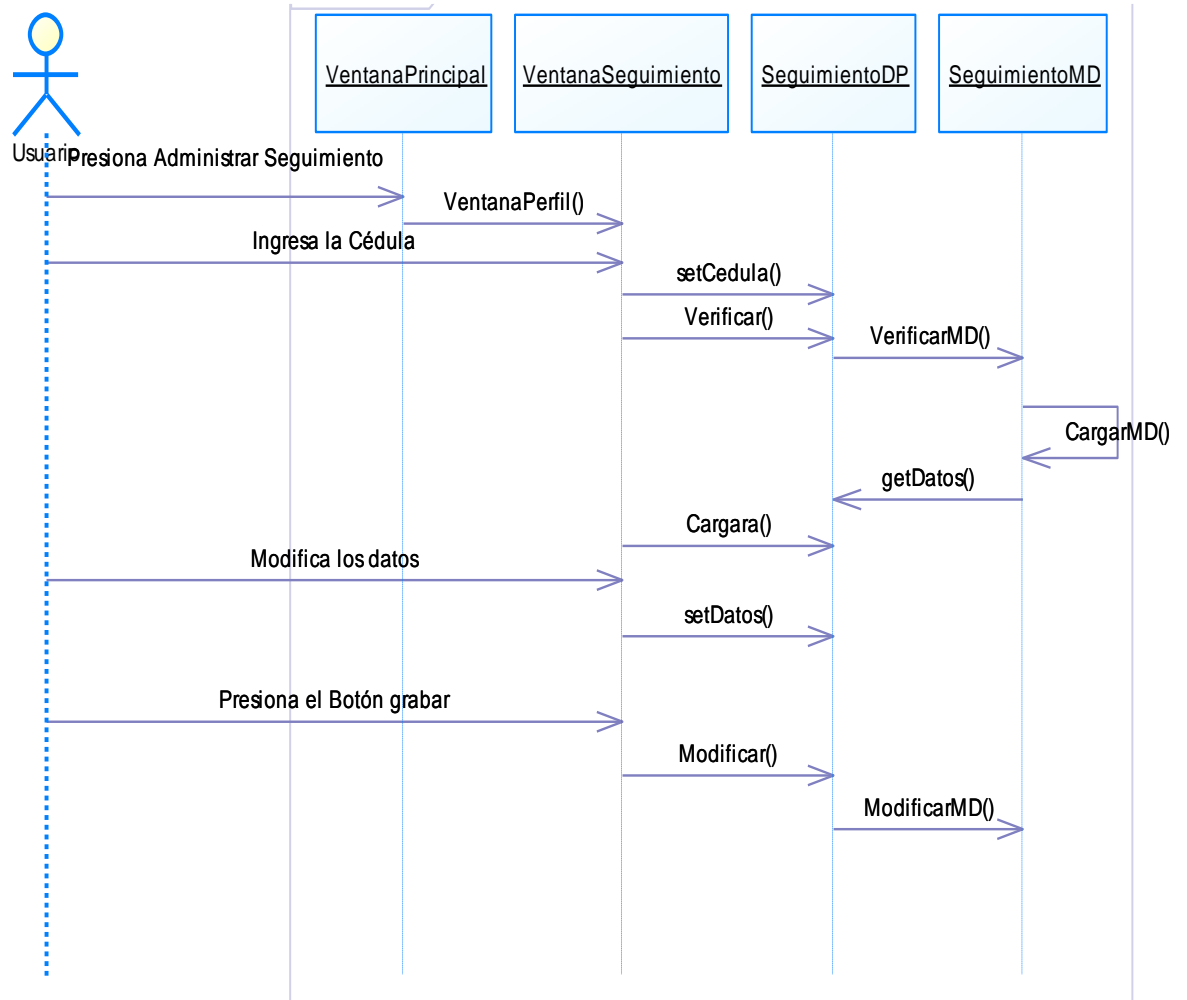 VentanaPrincipal
VentanaSeguimiento
SeguimientoDP
SeguimientoMD
Usuario
Presiona Administrar Seguimiento
VentanaPerfil()
Ingresa la Cédula
setCedula()
Verificar()
VerificarMD()
CargarMD()
getDatos()
Cargara()
Modifica los datos
setDatos()
Presiona el Botón grabar
Modificar()
ModificarMD()